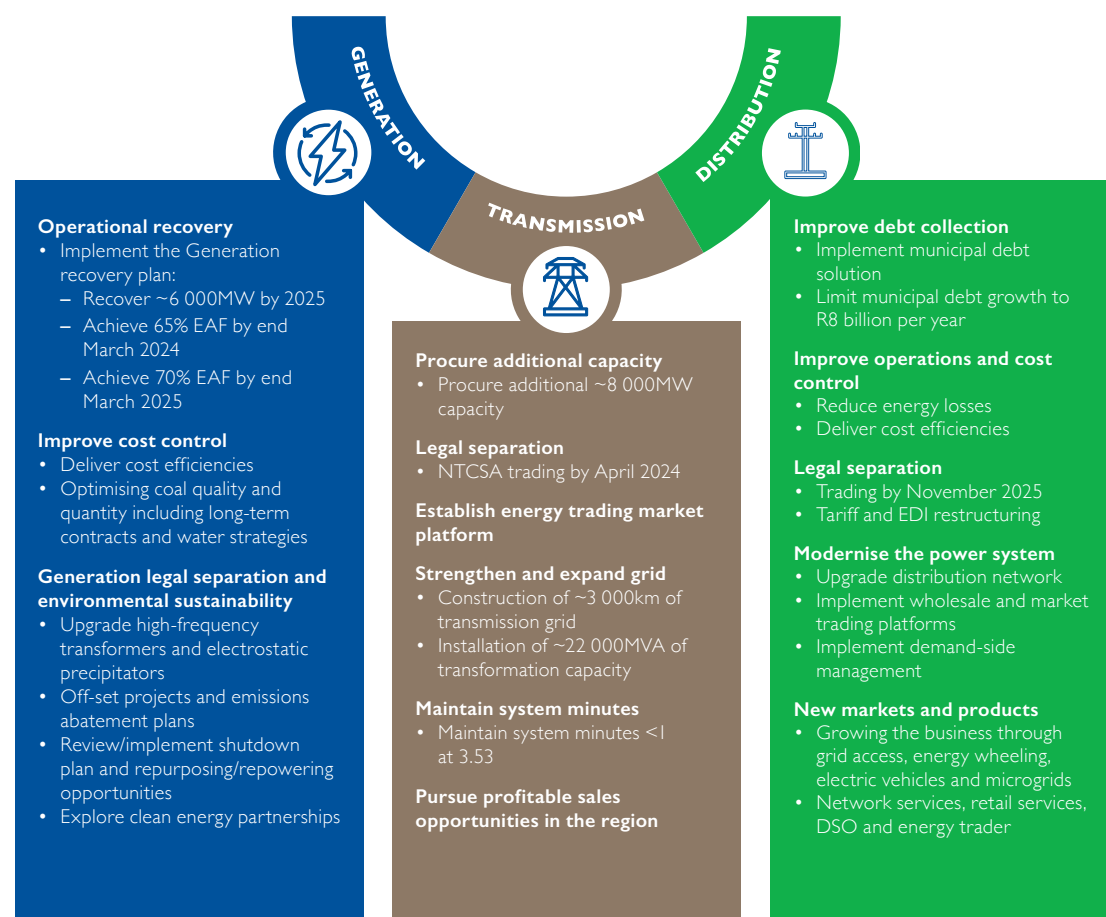 GENERATION
TRANSMISSION
DISTRIBUTION
Operational recovery
• Implement the Generation
recovery plan:
– Recover ~6 000MW by 2025
– Achieve 65% EAF by end
March 2024
– Achieve 70% EAF by end
March 2025
Improve cost control
• Deliver cost efficiencies
• Optimising coal quality and
quantity including long-term
contracts and water strategies
Generation legal separation and
environmental sustainability
• Upgrade high-frequency
transformers and electrostatic
precipitators
• Off-set projects and emissions
abatement plans
• Review/implement shutdown
plan and repurposing/repowering
opportunities
• Explore clean energy partnerships
Procure additional capacity
• Procure additional ~8 000MW
capacity
Legal separation
• NTCSA trading by April 2024
Establish energy trading market
platform
Strengthen and expand grid
• Construction of ~3 000km of
transmission grid
• Installation of ~22 000MVA of
transformation capacity
Maintain system minutes
• Maintain system minutes <1
at 3.53
Pursue profitable sales
opportunities in the region
Improve debt collection
• Implement municipal debt
solution
• Limit municipal debt growth to
R8 billion per year
Improve operations and cost
control
• Reduce energy losses
• Deliver cost efficiencies
Legal separation
• Trading by November 2025
• Tariff and EDI restructuring
Modernise the power system
• Upgrade distribution network
• Implement wholesale and market
trading platforms
• Implement demand-side
management
New markets and products
• Growing the business through
grid access, energy wheeling,
electric vehicles and microgrids
• Network services, retail services,
DSO and energy trader